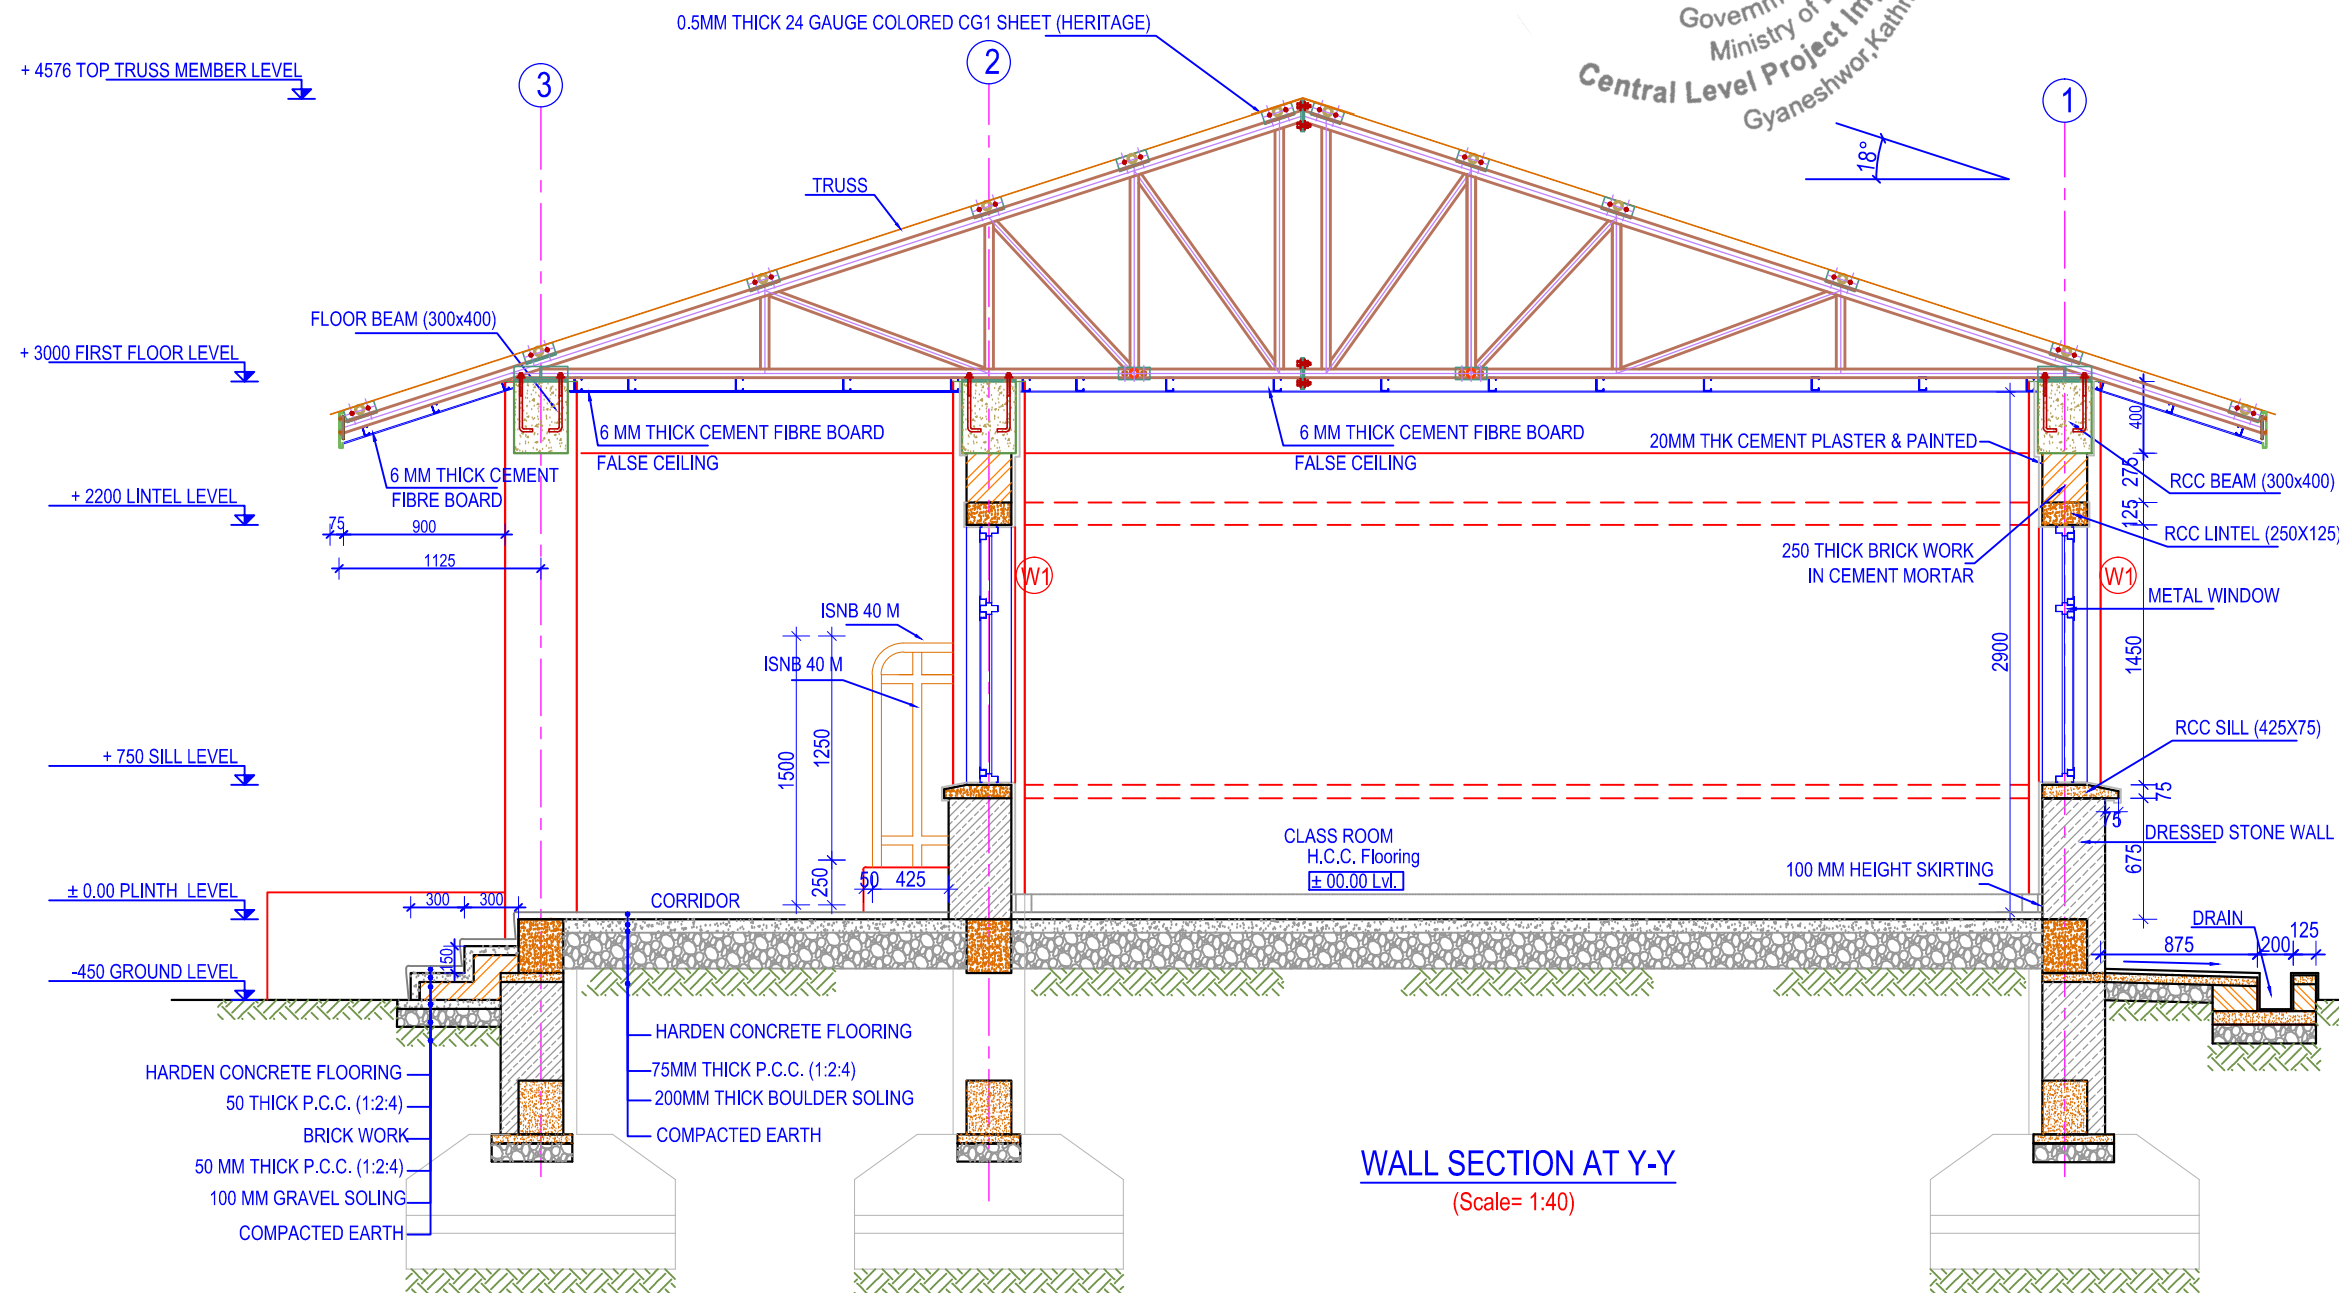 0.5MM THICK 24 GAUGE COLORED CG1 SHEET (HERITAGE)
Ministry of
Central Level Project
Gyaneshwor,
+ 4576 TOP TRUSS MEMBER LEVEL
3
2
1
18°
TRUSS
FLOOR BEAM (300x400)
+ 3000 FIRST FLOOR LEVEL
6 MM THICK CEMENT FIBRE BOARD
FALSE CEILING
6 MM THICK CEMENT FIBRE BOARD
FALSE CEILING
20MM THK CEMENT PLASTER & PAINTED
400
275
125
6 MM THICK CEMENT
FIBRE BOARD
RCC BEAM (300x400)
+ 2200 LINTEL LEVEL
75
900
1125
RCC LINTEL (250X125)
250 THICK BRICK WORK
IN CEMENT MORTAR
W1
W1
METAL WINDOW
ISNB 40 M
ISNB 40 M
1500
1250
250
2900
1450
RCC SILL (425X75)
+ 750 SILL LEVEL
75
75
DRESSED STONE WALL
675
CLASS ROOM
H.C.C. Flooring
± 00.00 Lvl.
100 MM HEIGHT SKIRTING
± 0.00 PLINTH LEVEL
300
300
50
425
CORRIDOR
DRAIN
875
200
125
150
-450 GROUND LEVEL
HARDEN CONCRETE FLOORING
75MM THICK P.C.C. (1:2:4)
200MM THICK BOULDER SOLING
COMPACTED EARTH
HARDEN CONCRETE FLOORING
50 THICK P.C.C. (1:2:4)
BRICK WORK
50 MM THICK P.C.C. (1:2:4)
100 MM GRAVEL SOLING
COMPACTED EARTH
WALL SECTION AT Y-Y
(Scale= 1:40)